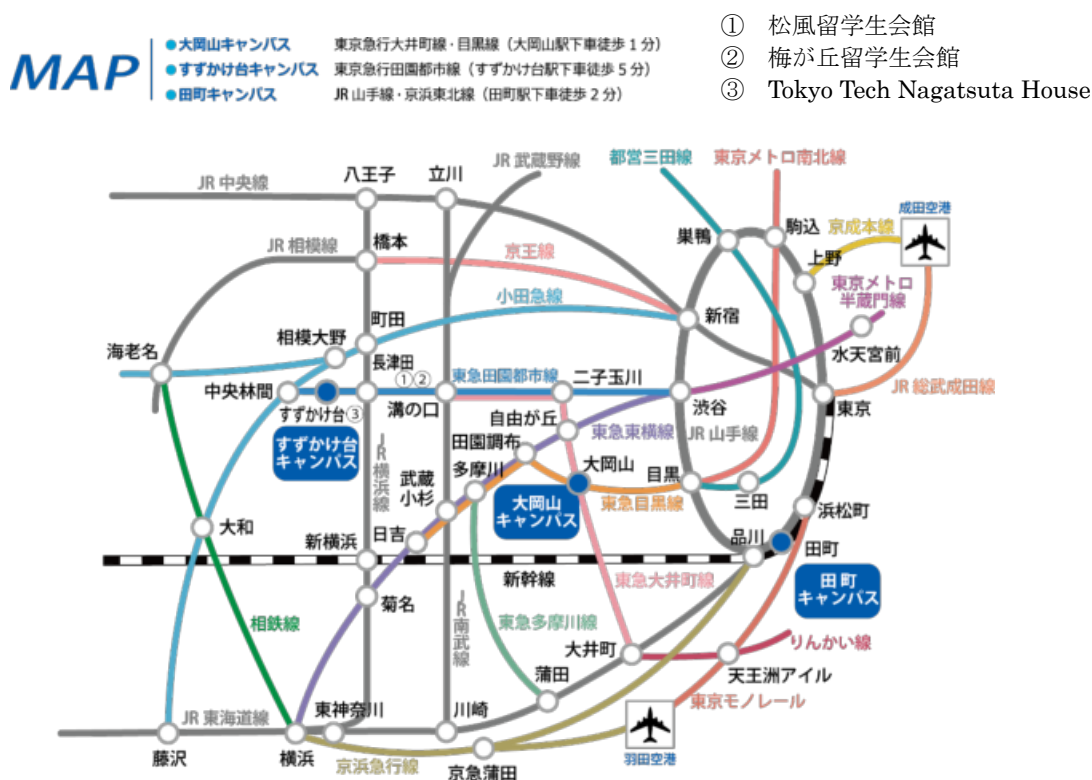 MAP
●大岡山キャンパス 東京急行大井町線・目黒線（大岡山駅下車徒歩1分）
●すずかけ台キャンパス 東京急行田園都市線（すずかけ台駅下車徒歩5分）
●田町キャンパス JR山手線・京浜東北線（田町駅下車徒歩2分）
① 松風留学生会館
② 梅が丘留学生会館
③ Tokyo Tech Nagatsuta House
JR武蔵野線
都営三田線
東京メトロ南北線
JR中央線
八王子
立川
成田空港
京成本線
駒込
巣鴨
上野
橋本
JR相模線
京王線
東京メトロ
半蔵門線
小田急線
新宿
町田
相模大野
海老名
水天宮前
長津田
中央林間
①②
東急田園都市線
二子玉川
JR総武成田線
すずかけ台③
溝の口
渋谷
東京
自由が丘
東急東横線
JR山手線
すずかけ台
キャンパス
田園調布
JR横浜線
多摩川
大岡山
目黒
武蔵
小杉
大岡山
キャンパス
東急目黒線
三田
浜松町
大和
新横浜
日吉
品川
田町
新幹線
東急大井町線
田町
キャンパス
菊名
JR南武線
相鉄線
東急多摩川線
大井町
りんかい線
蒲田
天王洲アイル
東京モノレール
JR東海道線
東神奈川
川崎
藤沢
横浜
京浜急行線
京急蒲田
羽田空港